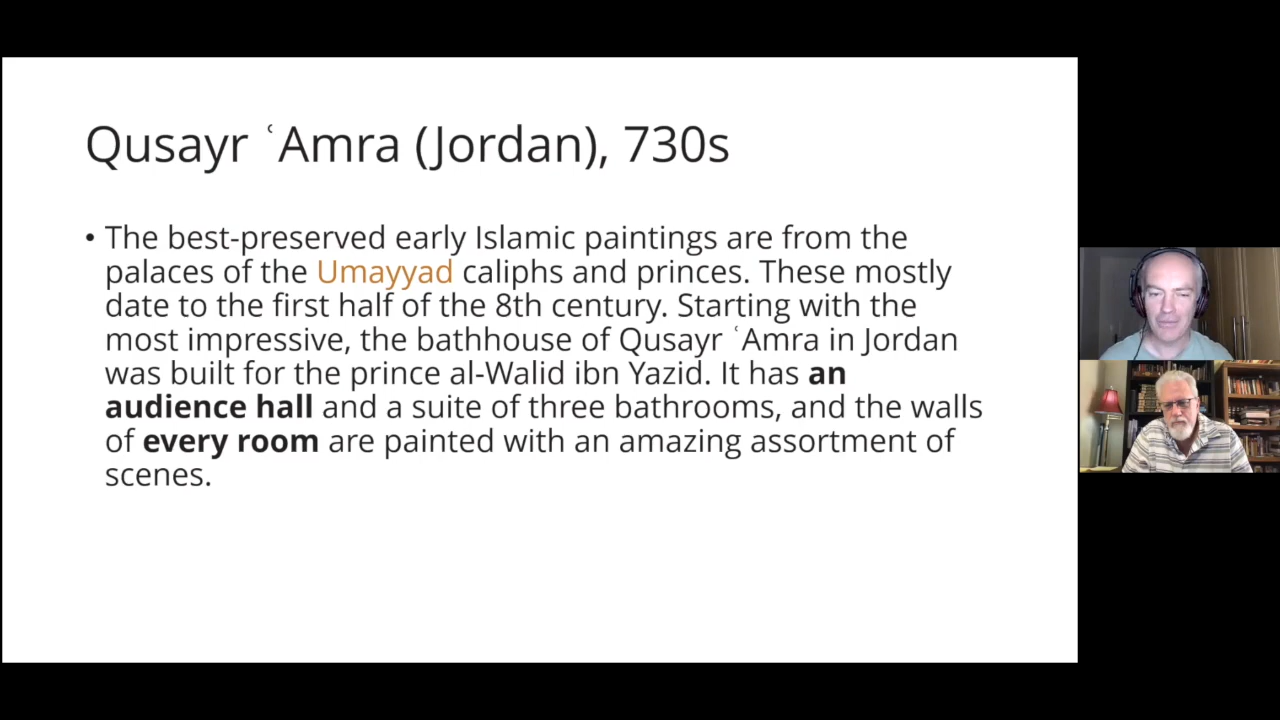 Qusayr ʿAmra (Jordan), 730s
• The best-preserved early Islamic paintings are from the
palaces of the Umayyad caliphs and princes. These mostly
date to the first half of the 8th century. Starting with the
most impressive, the bathhouse of Qusayr ʿAmra in Jordan
was built for the prince al-Walid ibn Yazid. It has an
audience hall and a suite of three bathrooms, and the walls
of every room are painted with an amazing assortment of
scenes.